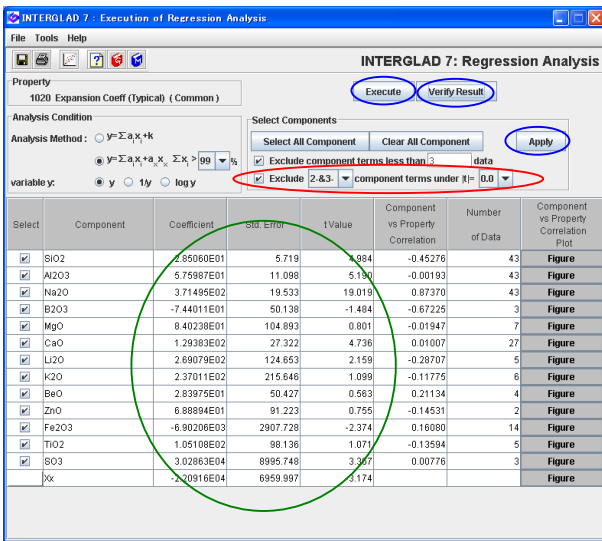 INTERGLAD 7 : Execution of Regression Analysis
File Tools Help
INTERGLAD 7: Regression Analysis
Property
1020 Expansion Coeff (Typical) ( Common )
Execute
Verify Result
Analysis Condition
Analysis Method :
y=Σaixi+k
y=Σaixi+axXx Σxi > 99 %
variable y:
y
1/y
log y
Select Components
Select All Component
Clear All Component
Apply
Exclude component terms less than 3 data
Exclude 2-&3- component terms under |t|= 0.0
Select Component Coefficient Std. Error t Value Component vs Property Correlation Number of Data Component vs Property Correlation Plot
SiO2 2.85060E01 5.719 4.984 -0.45276 43 Figure
Al2O3 5.75987E01 11.098 5.190 -0.00193 43 Figure
Na2O 3.71495E02 19.533 19.019 0.87370 43 Figure
B2O3 -7.44011E01 50.138 -1.484 -0.67225 3 Figure
MgO 8.40238E01 104.893 0.801 -0.01947 7 Figure
CaO 1.29383E02 27.322 4.736 0.01007 27 Figure
Li2O 2.69079E02 124.653 2.159 -0.28707 5 Figure
K2O 2.37011E02 215.646 1.099 -0.11775 6 Figure
BeO 2.83975E01 50.427 0.563 0.21134 4 Figure
ZnO 6.88894E01 91.223 0.755 -0.14531 2 Figure
Fe2O3 -6.90206E03 2907.728 -2.374 0.16080 14 Figure
TiO2 1.05108E02 98.136 1.071 -0.13594 5 Figure
SO3 3.02863E04 8995.748 3.367 0.00776 3 Figure
Xx -2.20916E04 6959.997 -3.174 Figure